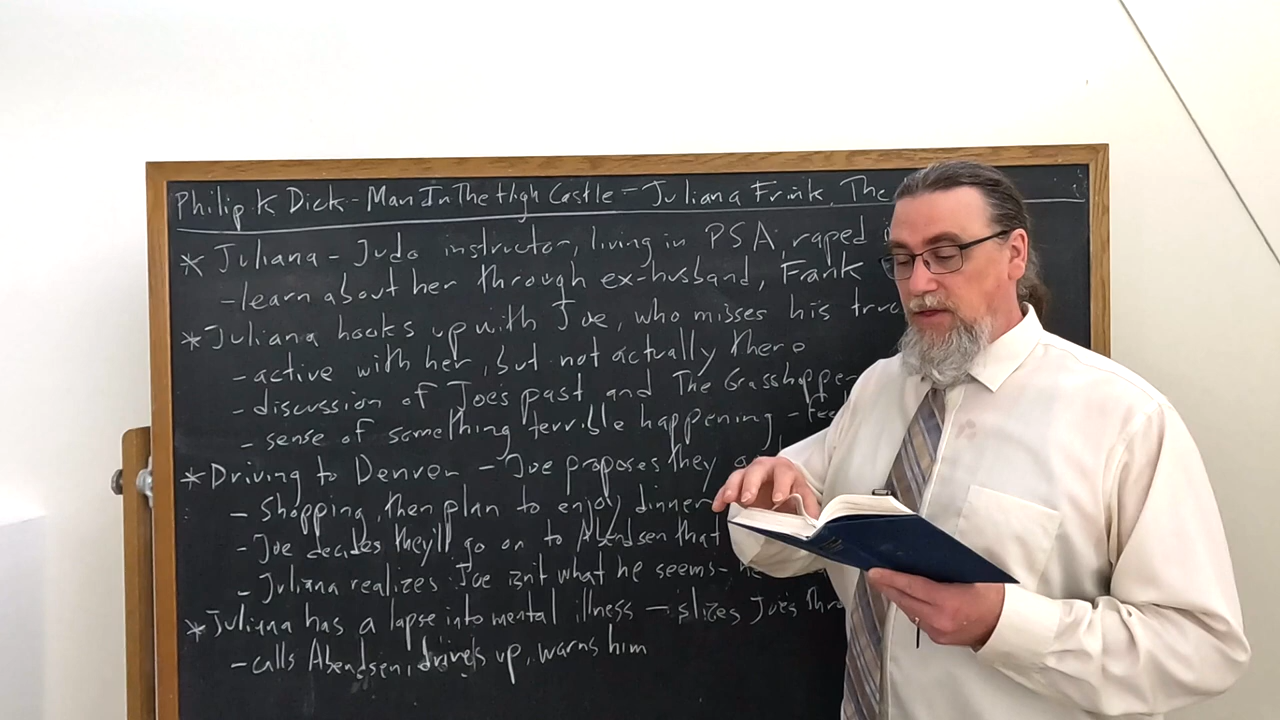 Philip K Dick - Man In The High Castle - Juliana Frink, The
* Juliana - Judo instructor, living in PSA, raped
- learn about her through ex-husband, Frank
* Juliana hooks up with Joe, who misses his truc
- active with her, but not actually there
- discussion of Joe's past and The Grasshopper
- sense of something terrible happening -
* Driving to Denver - Joe proposes they
- Shopping, then plan to enjoy dinner
- Joe decides they'll go on to Abendsen that
- Juliana realizes Joe isn't what he seems - he
* Juliana has a lapse into mental illness - slices Joe's thro
- calls Abendsen, drives up, warns him